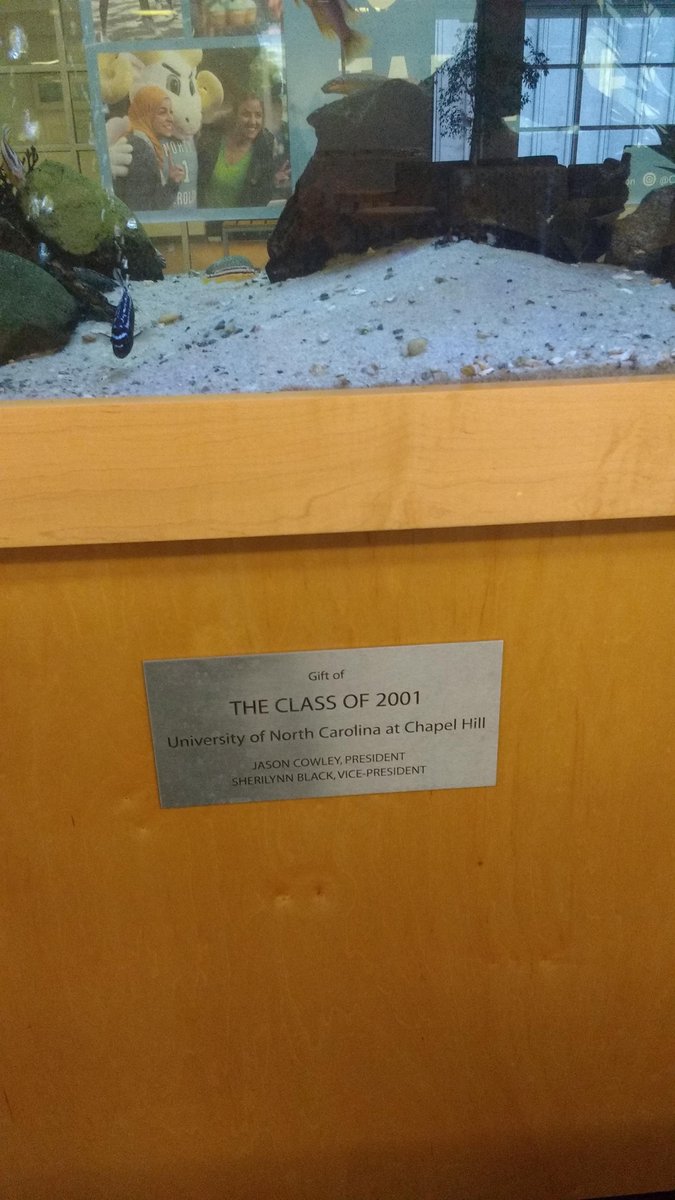 Gift of
THE CLASS OF 2001
University of North Carolina at Chapel Hill
JASON COWLEY, PRESIDENT
SHERILYNN BLACK, VICE-PRESIDENT